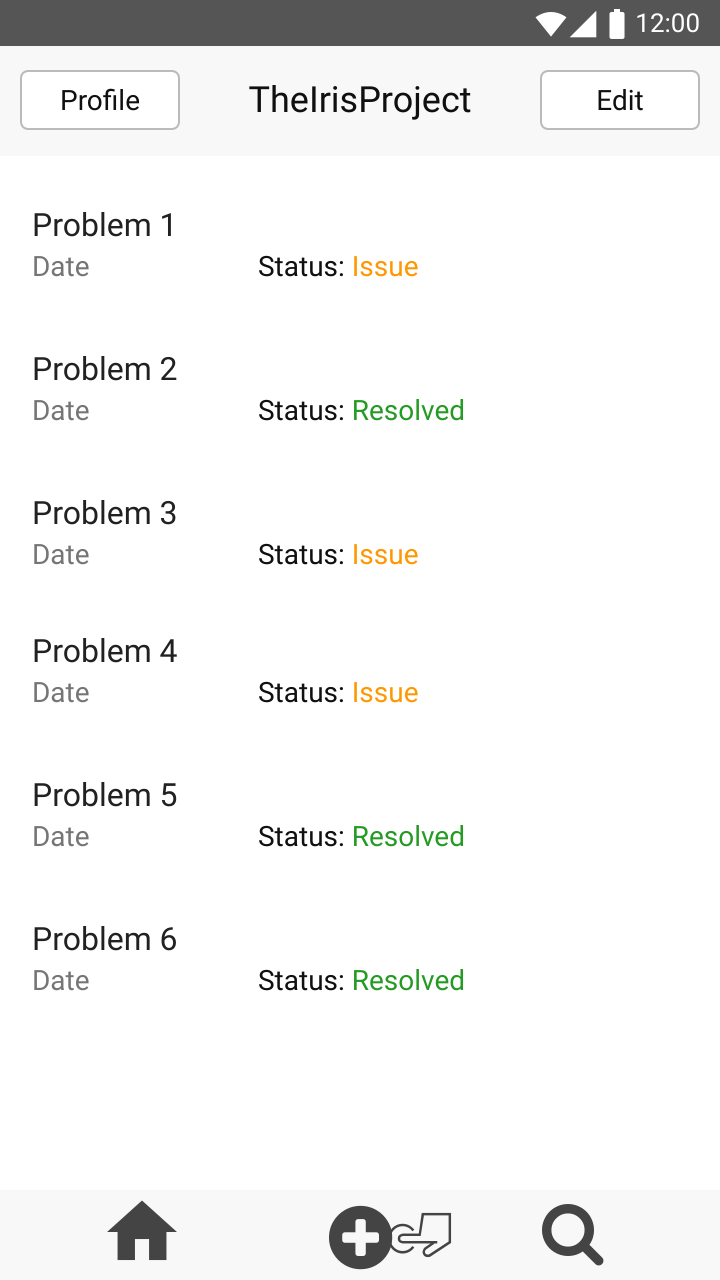 12:00
Profile TheIrisProject Edit
Problem 1
Date Status: Issue
Problem 2
Date Status: Resolved
Problem 3
Date Status: Issue
Problem 4
Date Status: Issue
Problem 5
Date Status: Resolved
Problem 6
Date Status: Resolved